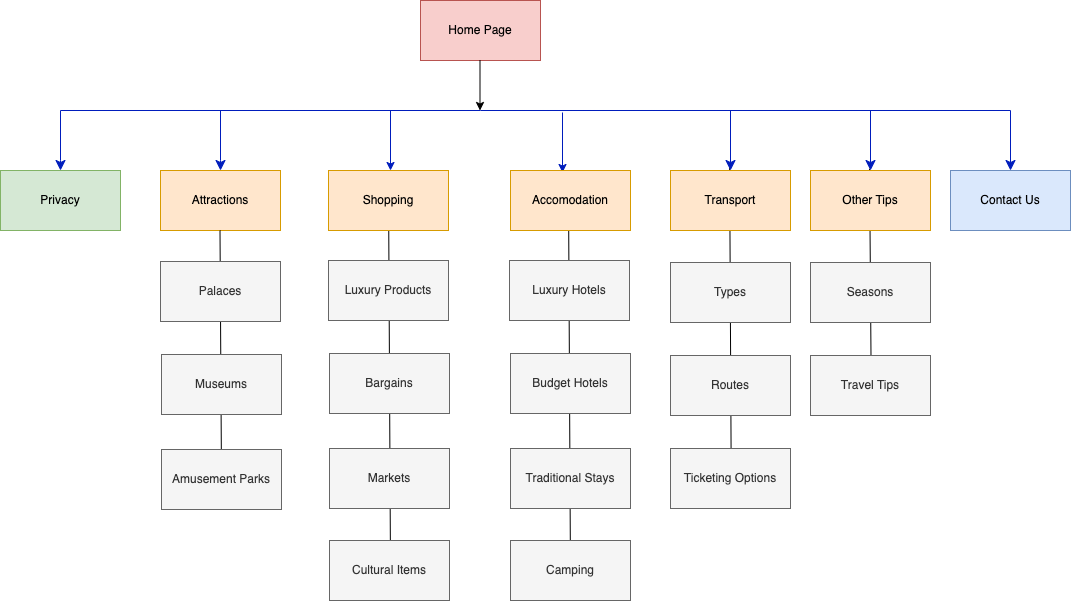 Home Page
Privacy
Attractions
Shopping
Accomodation
Transport
Other Tips
Contact Us
Palaces
Luxury Products
Luxury Hotels
Types
Seasons
Museums
Bargains
Budget Hotels
Routes
Travel Tips
Amusement Parks
Markets
Traditional Stays
Ticketing Options
Cultural Items
Camping